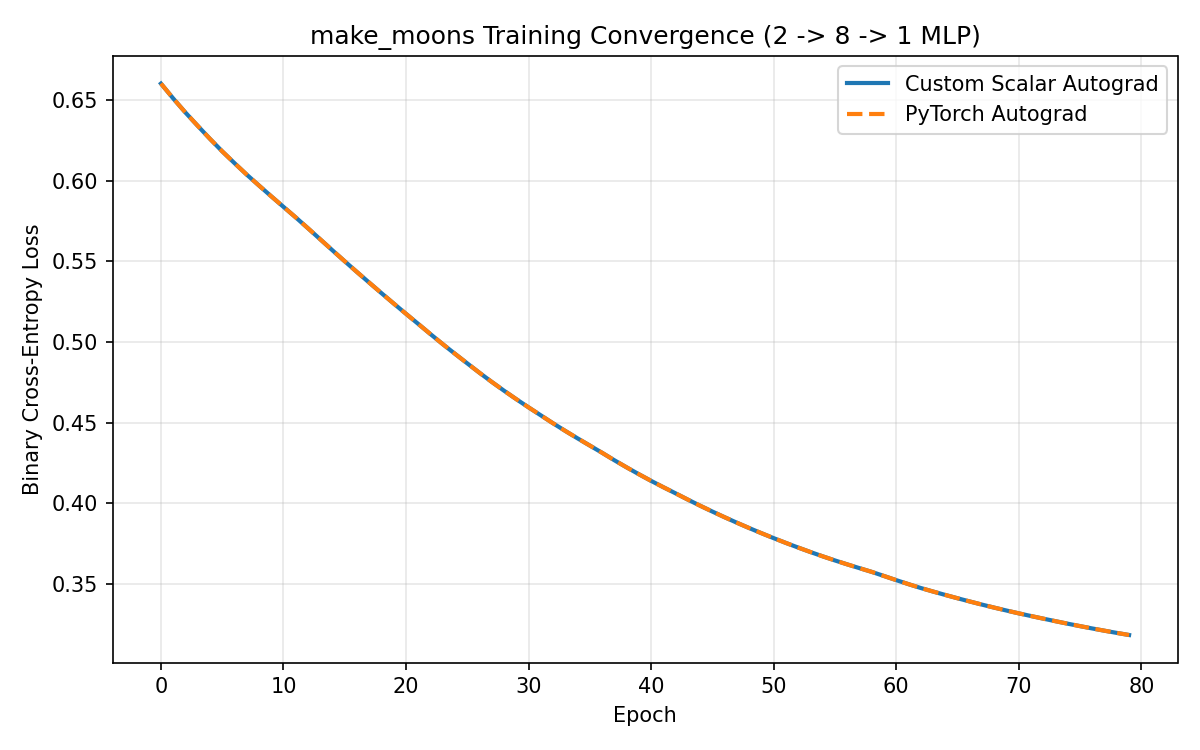 make_moons Training Convergence (2 -> 8 -> 1 MLP)
Custom Scalar Autograd
PyTorch Autograd
Binary Cross-Entropy Loss
0.65
0.60
0.55
0.50
0.45
0.40
0.35
0 10 20 30 40 50 60 70 80
Epoch